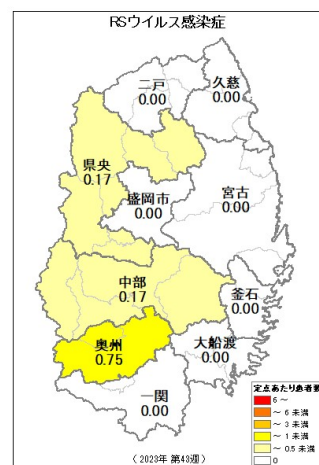 RSウイルス感染症
二戸
0.00
久慈
0.00
県央
0.17
盛岡市
0.00
宮古
0.00
中部
0.17
釜石
0.00
奥州
0.75
大船渡
0.00
一関
0.00
定点あたり患者数
6～
～ 6 未満
～ 3 未満
～ 1 未満
～ 0.5 未満
0
（2023年 第43週）